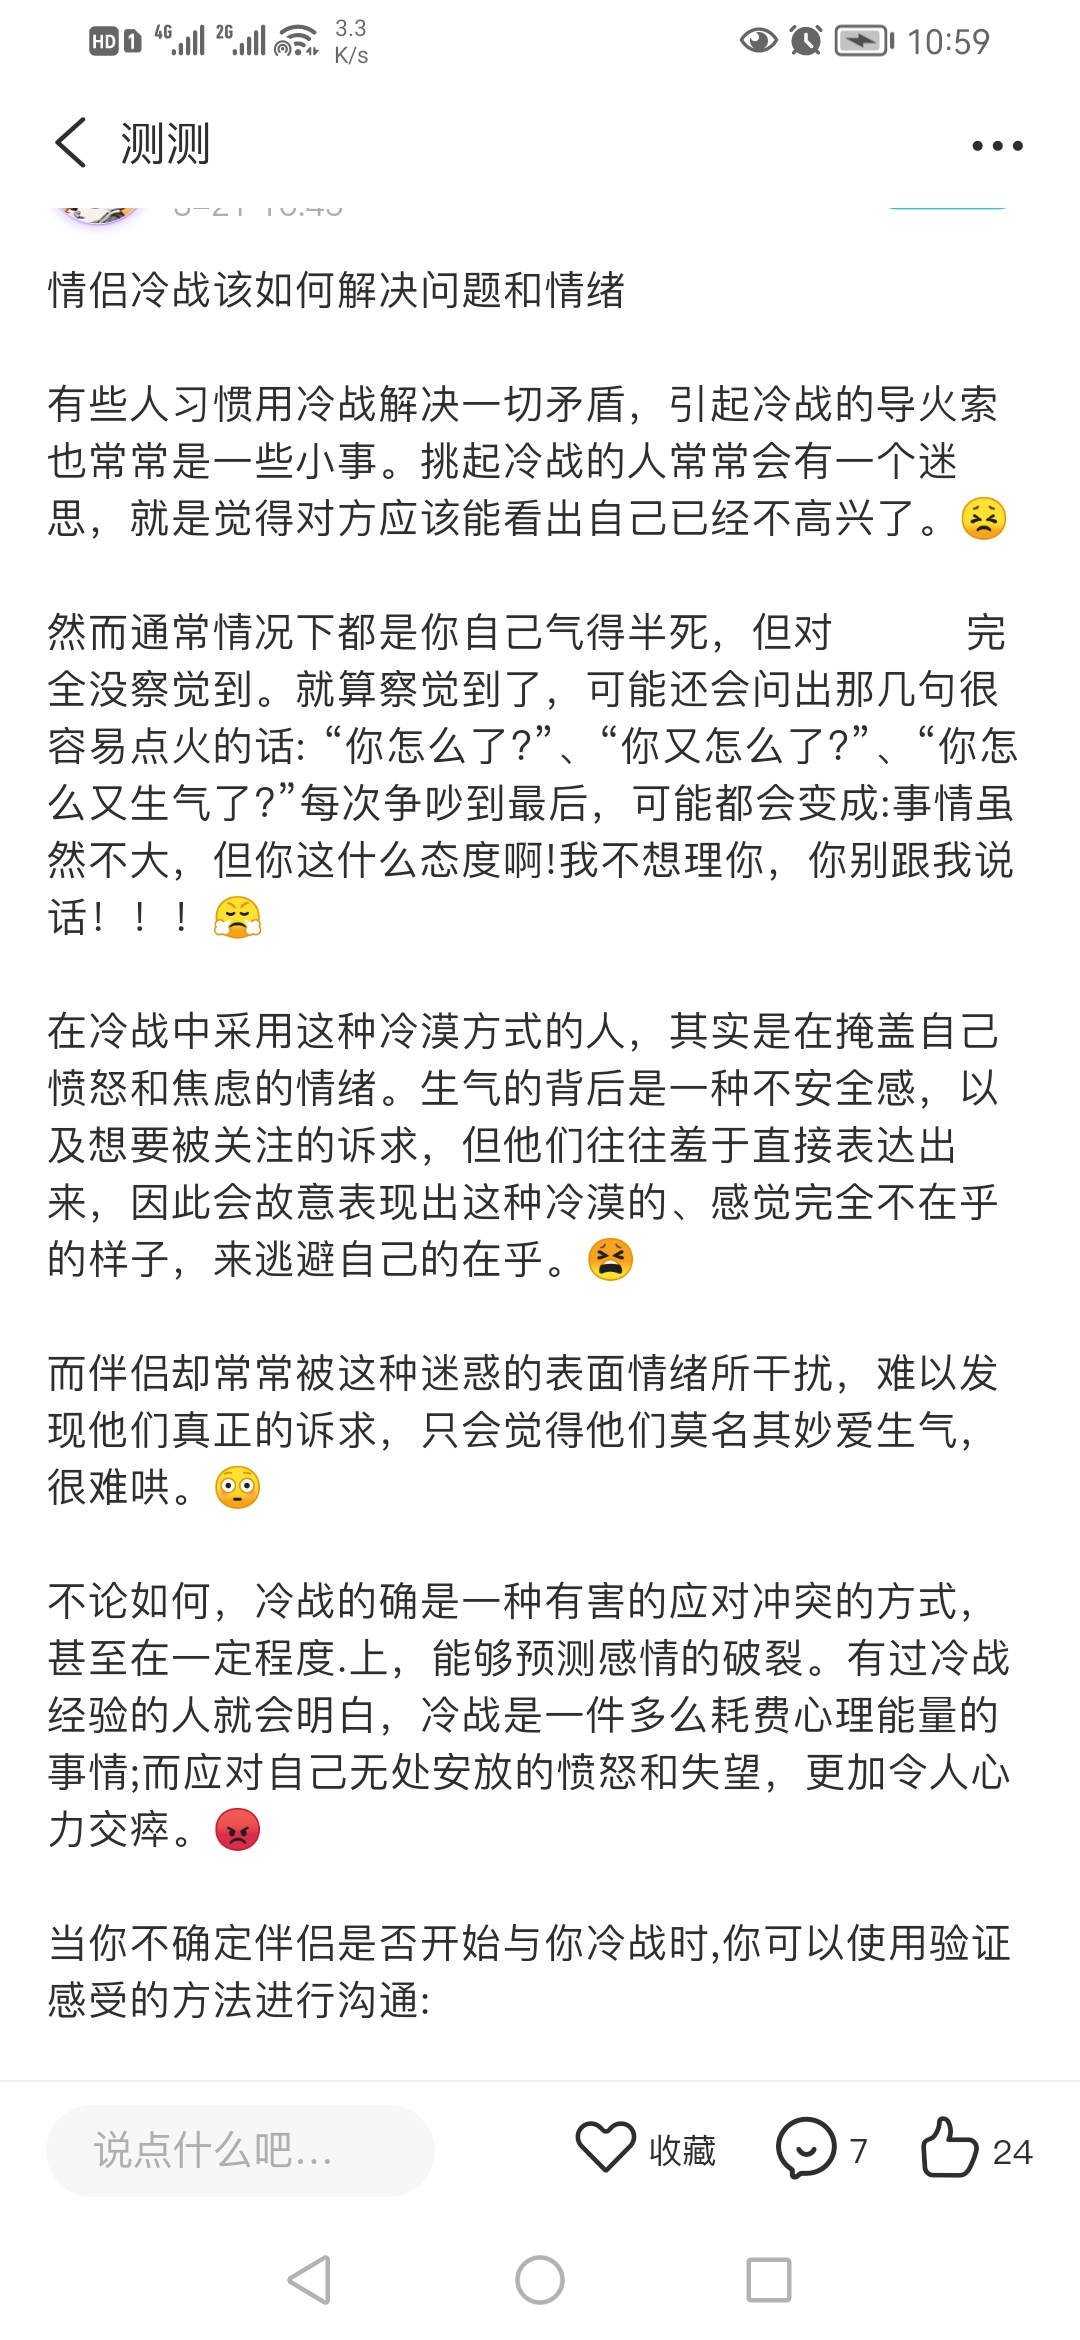 HD 1 4G 2G 3.3 K/s 10:59
测测
情侣冷战该如何解决问题和情绪
有些人习惯用冷战解决一切矛盾，引起冷战的导火索
也常常是一些小事。挑起冷战的人常常会有一个迷
思，就是觉得对方应该能看出自己已经不高兴了。😣
然而通常情况下都是你自己气得半死，但对 完
全没察觉到。就算察觉到了，可能还会问出那几句很
容易点火的话: “你怎么了?”、“你又怎么了?”、“你怎
么又生气了?”每次争吵到最后，可能都会变成:事情虽
然不大，但你这什么态度啊!我不想理你，你别跟我说
话！！！😤
在冷战中采用这种冷漠方式的人，其实是在掩盖自己
愤怒和焦虑的情绪。生气的背后是一种不安全感，以
及想要被关注的诉求，但他们往往羞于直接表达出
来，因此会故意表现出这种冷漠的、感觉完全不在乎
的样子，来逃避自己的在乎。😫
而伴侣却常常被这种迷惑的表面情绪所干扰，难以发
现他们真正的诉求，只会觉得他们莫名其妙爱生气，
很难哄。😳
不论如何，冷战的确是一种有害的应对冲突的方式，
甚至在一定程度.上，能够预测感情的破裂。有过冷战
经验的人就会明白，冷战是一件多么耗费心理能量的
事情;而应对自己无处安放的愤怒和失望，更加令人心
力交瘁。😡
当你不确定伴侣是否开始与你冷战时,你可以使用验证
感受的方法进行沟通:
说点什么吧... 收藏 7 24